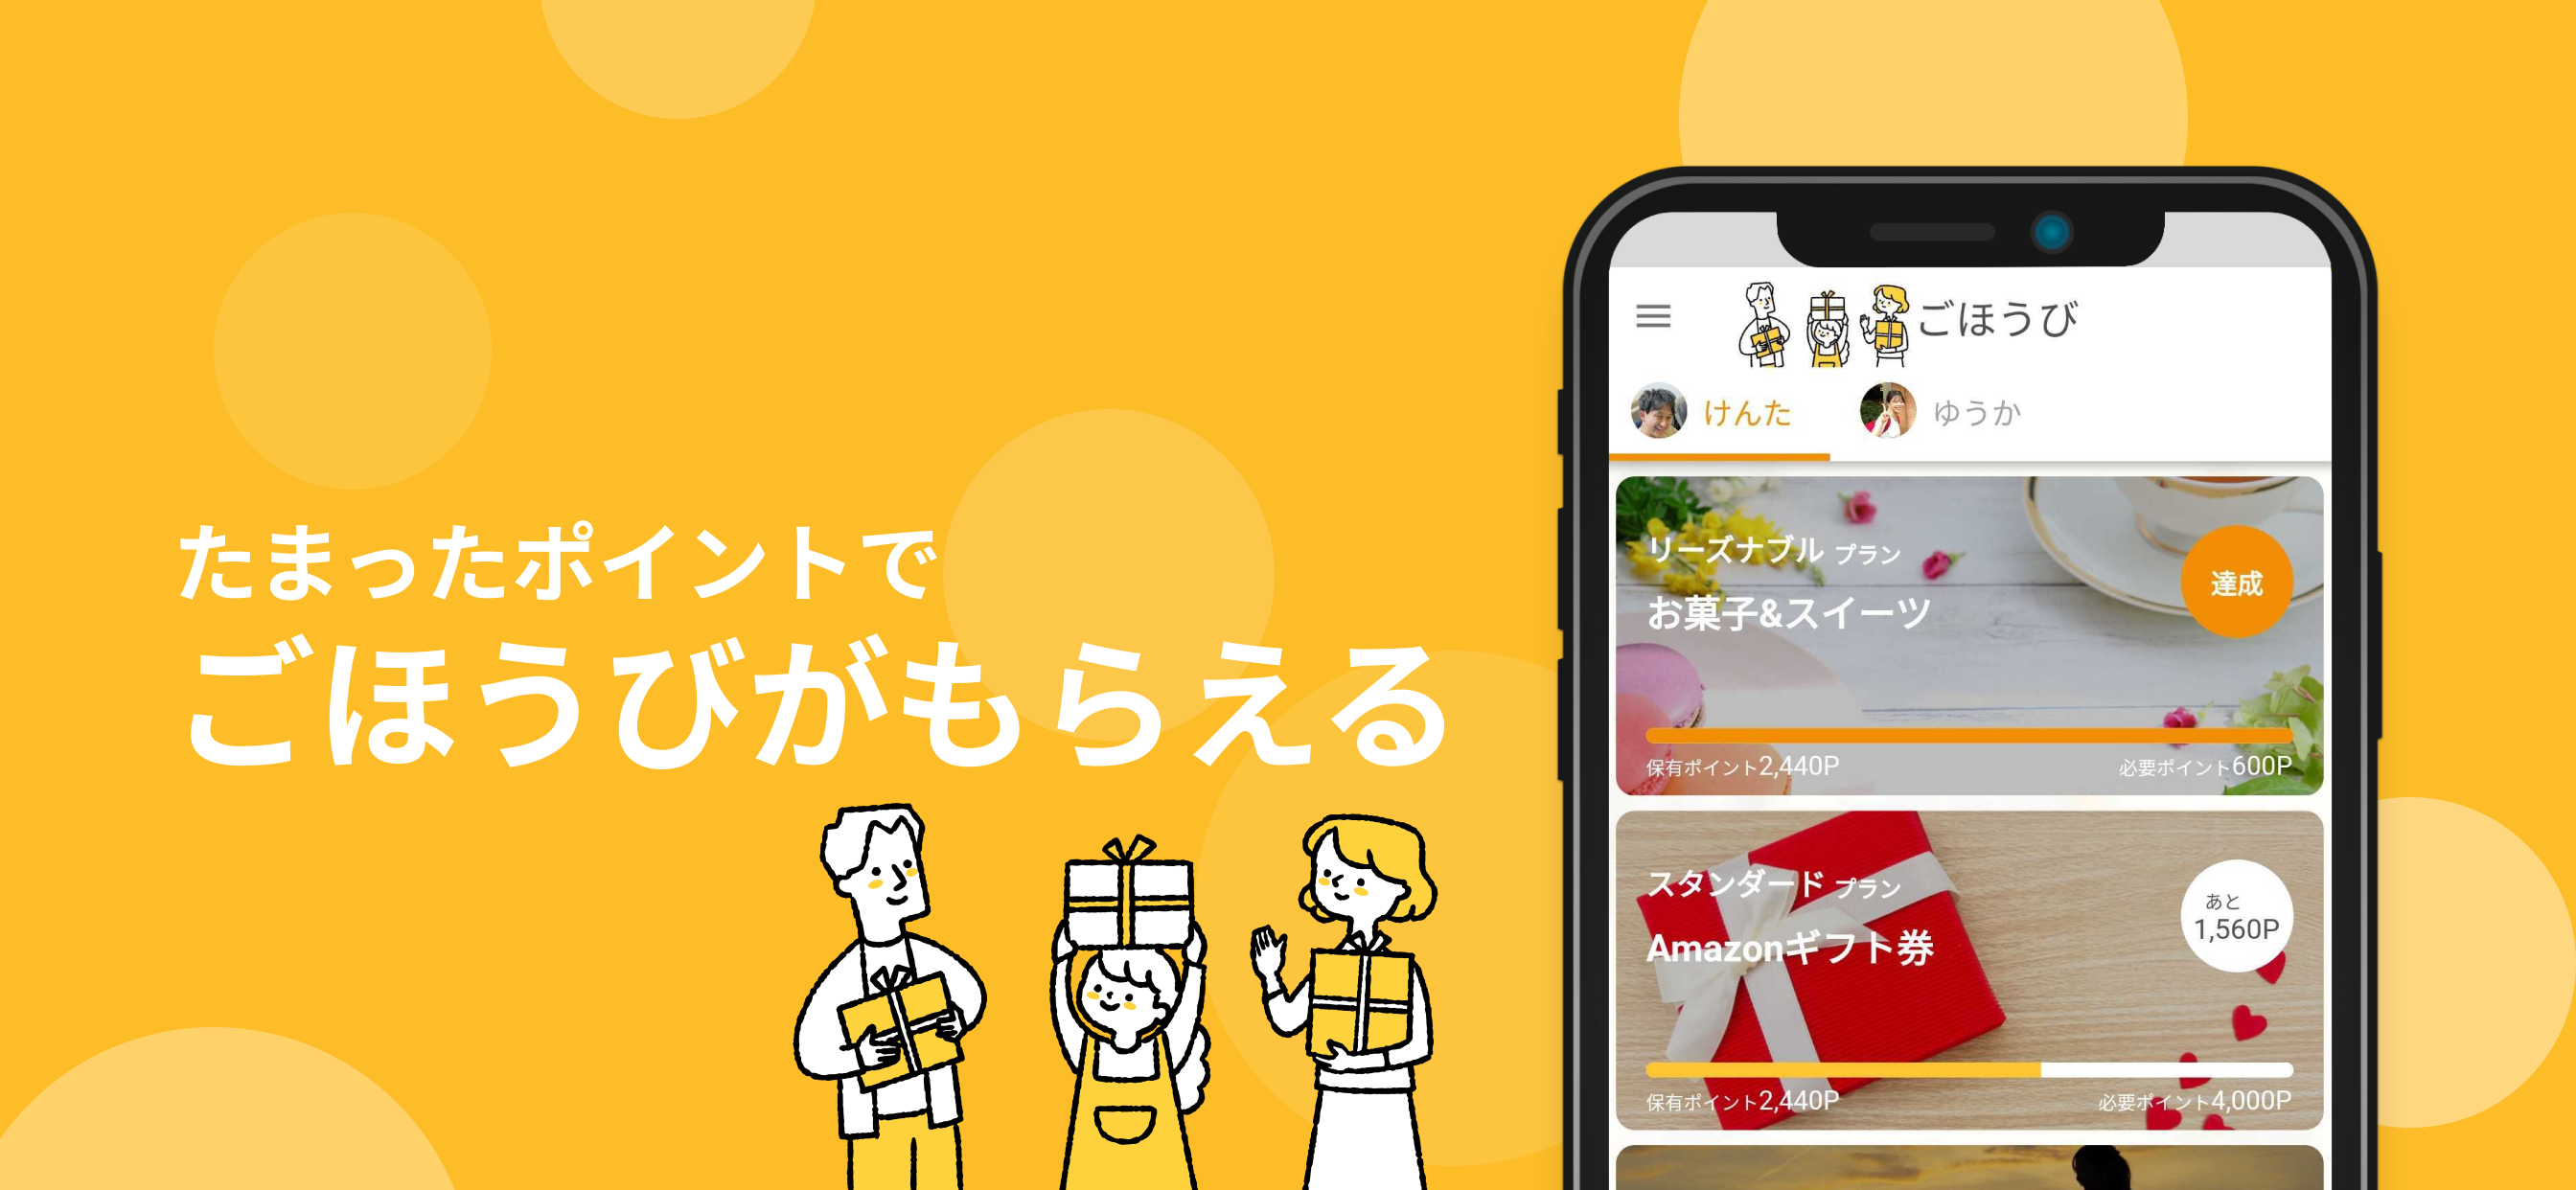 たまったポイントで
ごほうびがもらえる
ごほうび
けんた ゆうか
リーズナブル プラン
お菓子&スイーツ
達成
保有ポイント2,440P 必要ポイント600P
スタンダード プラン
Amazonギフト券
あと
1,560P
保有ポイント2,440P 必要ポイント4,000P